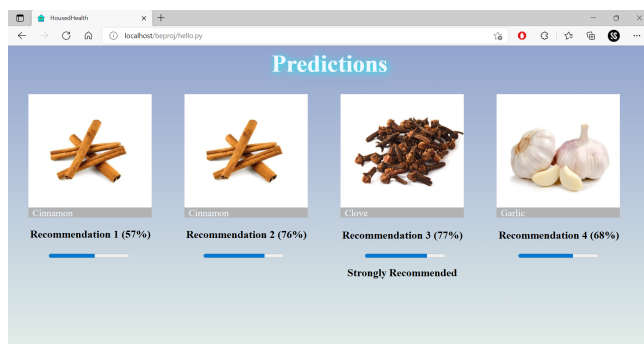 HousedHealth
localhost/beproj/hello.py
Predictions
Cinnamon
Cinnamon
Clove
Garlic
Recommendation 1 (57%)
Recommendation 2 (76%)
Recommendation 3 (77%)
Recommendation 4 (68%)
Strongly Recommended